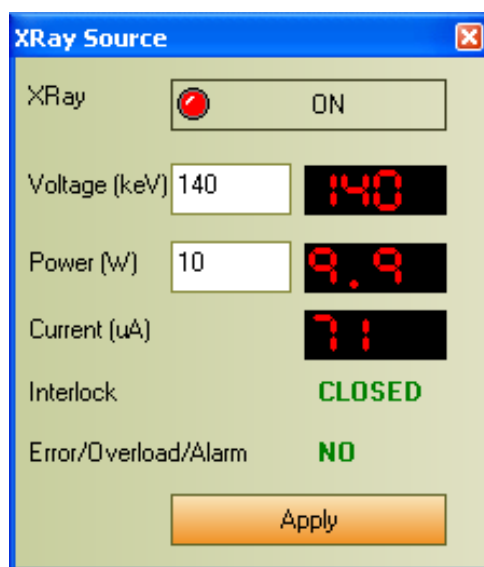 XRay Source
XRay ON
Voltage (keV) 140 140
Power (W) 10 9.9
Current (uA) 71
Interlock CLOSED
Error/Overload/Alarm NO
Apply